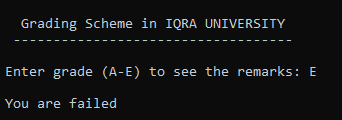 Grading Scheme in IQRA UNIVERSITY
-----------------------------------
Enter grade (A-E) to see the remarks: E
You are failed